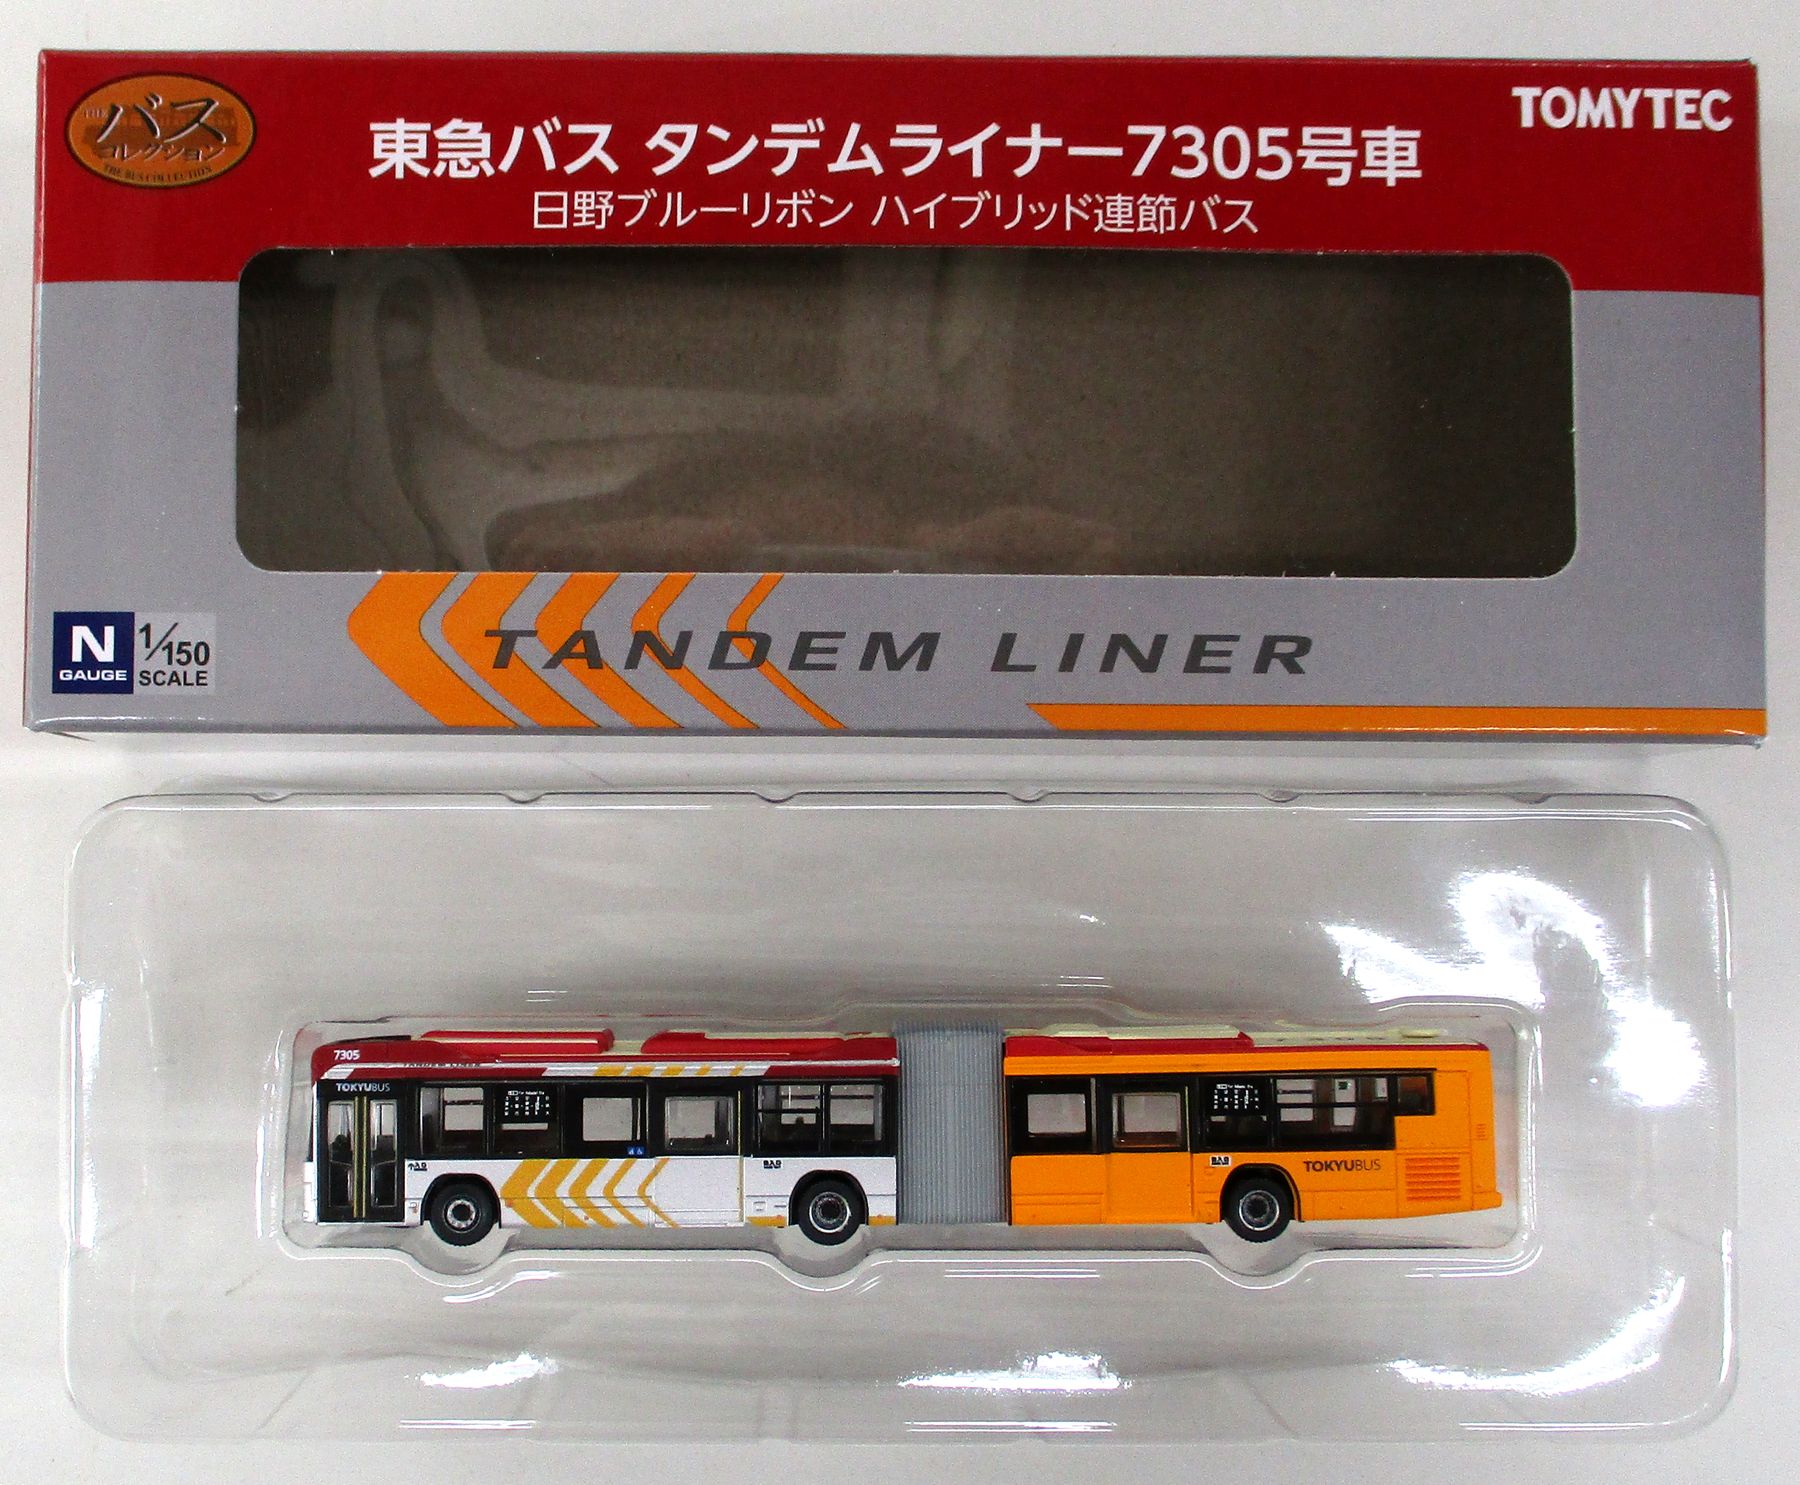 THE
バス
コレクション
THE BUS COLLECTION
東急バス タンデムライナー7305号車
日野ブルーリボン ハイブリッド連節バス
TOMYTEC
N
GAUGE
1/150
SCALE
TANDEM LINER
7305
TANDEM LINER
TOKYUBUS
TOKYUBUS